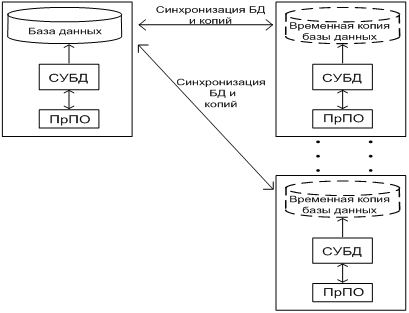 База данных
СУБД
ПрПО
Синхронизация БД
и копий
Временная копия
базы данных
СУБД
ПрПО
Синхронизация
БД и
копий
Временная копия
базы данных
СУБД
ПрПО